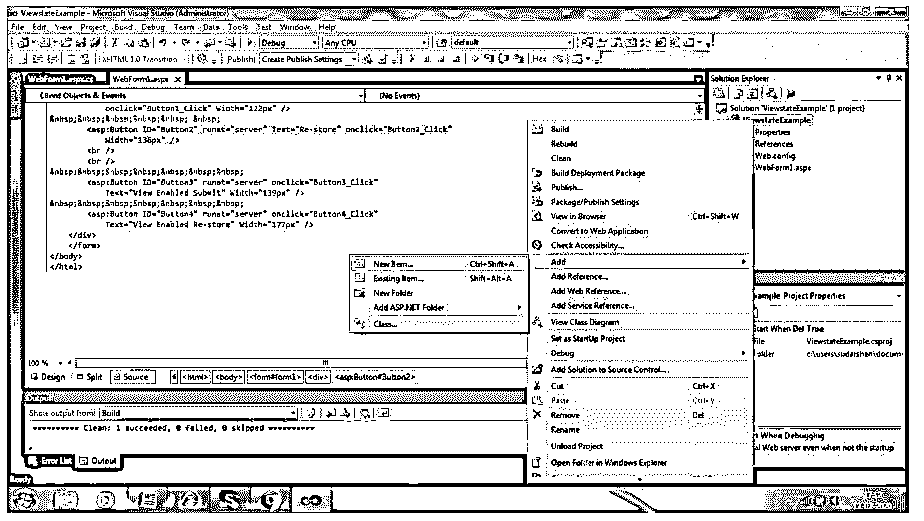 ViewstateExample - Microsoft Visual Studio (Administrator)
File Edit View Project Build Debug Team Data Tools Test Window Help
Debug Any CPU default
XHTML 1.0 Transition Publish: Create Publish Settings Hex
WebForm1.aspx ×
Solution Explorer
Client Objects & Events (No Events)
onclick="Button1_Click" Width="122px" />
&nbsp;&nbsp;&nbsp;&nbsp; &nbsp;
<asp:Button ID="Button2" runat="server" Text="Re-store" onclick="Button2_Click"
Width="136px" />
<br />
<br />
&nbsp;&nbsp;&nbsp;&nbsp;&nbsp;
<asp:Button ID="Button3" runat="server" onclick="Button3_Click"
Text="View Enabled Submit" Width="139px" />
&nbsp;&nbsp;&nbsp;&nbsp;&nbsp;
<asp:Button ID="Button4" runat="server" onclick="Button4_Click"
Text="View Enabled Re-store" Width="177px" />
</div>
</form>
</body>
</html>
Solution 'ViewstateExample' (1 project)
ViewstateExample
Properties
References
Web.config
WebForm1.aspx
Build
Rebuild
Clean
Build Deployment Package
Publish...
Package/Publish Settings
View in Browser Ctrl+Shift+W
Convert to Web Application
Check Accessibility...
Add
Add Reference...
Add Web Reference...
Add Service Reference...
View Class Diagram
Set as StartUp Project
Debug
Add Solution to Source Control...
Cut Ctrl+X
Paste Ctrl+V
Remove Del
Rename
Unload Project
Open Folder in Windows Explorer
New Item... Ctrl+Shift+A
Existing Item... Shift+Alt+A
New Folder
Add ASP.NET Folder
Class...
ample Project Properties
tart When Del True
File ViewstateExample.csproj
older c:\users\sudarshan\docum
t When Debugging
al Web server even when not the startup
100 %
Design Split Source <html> <body> <form#form1> <div> <asp:Button#Button2>
Output
Show output from: Build
========== Clean: 1 succeeded, 0 failed, 0 skipped ==========
Error List Output
Ready